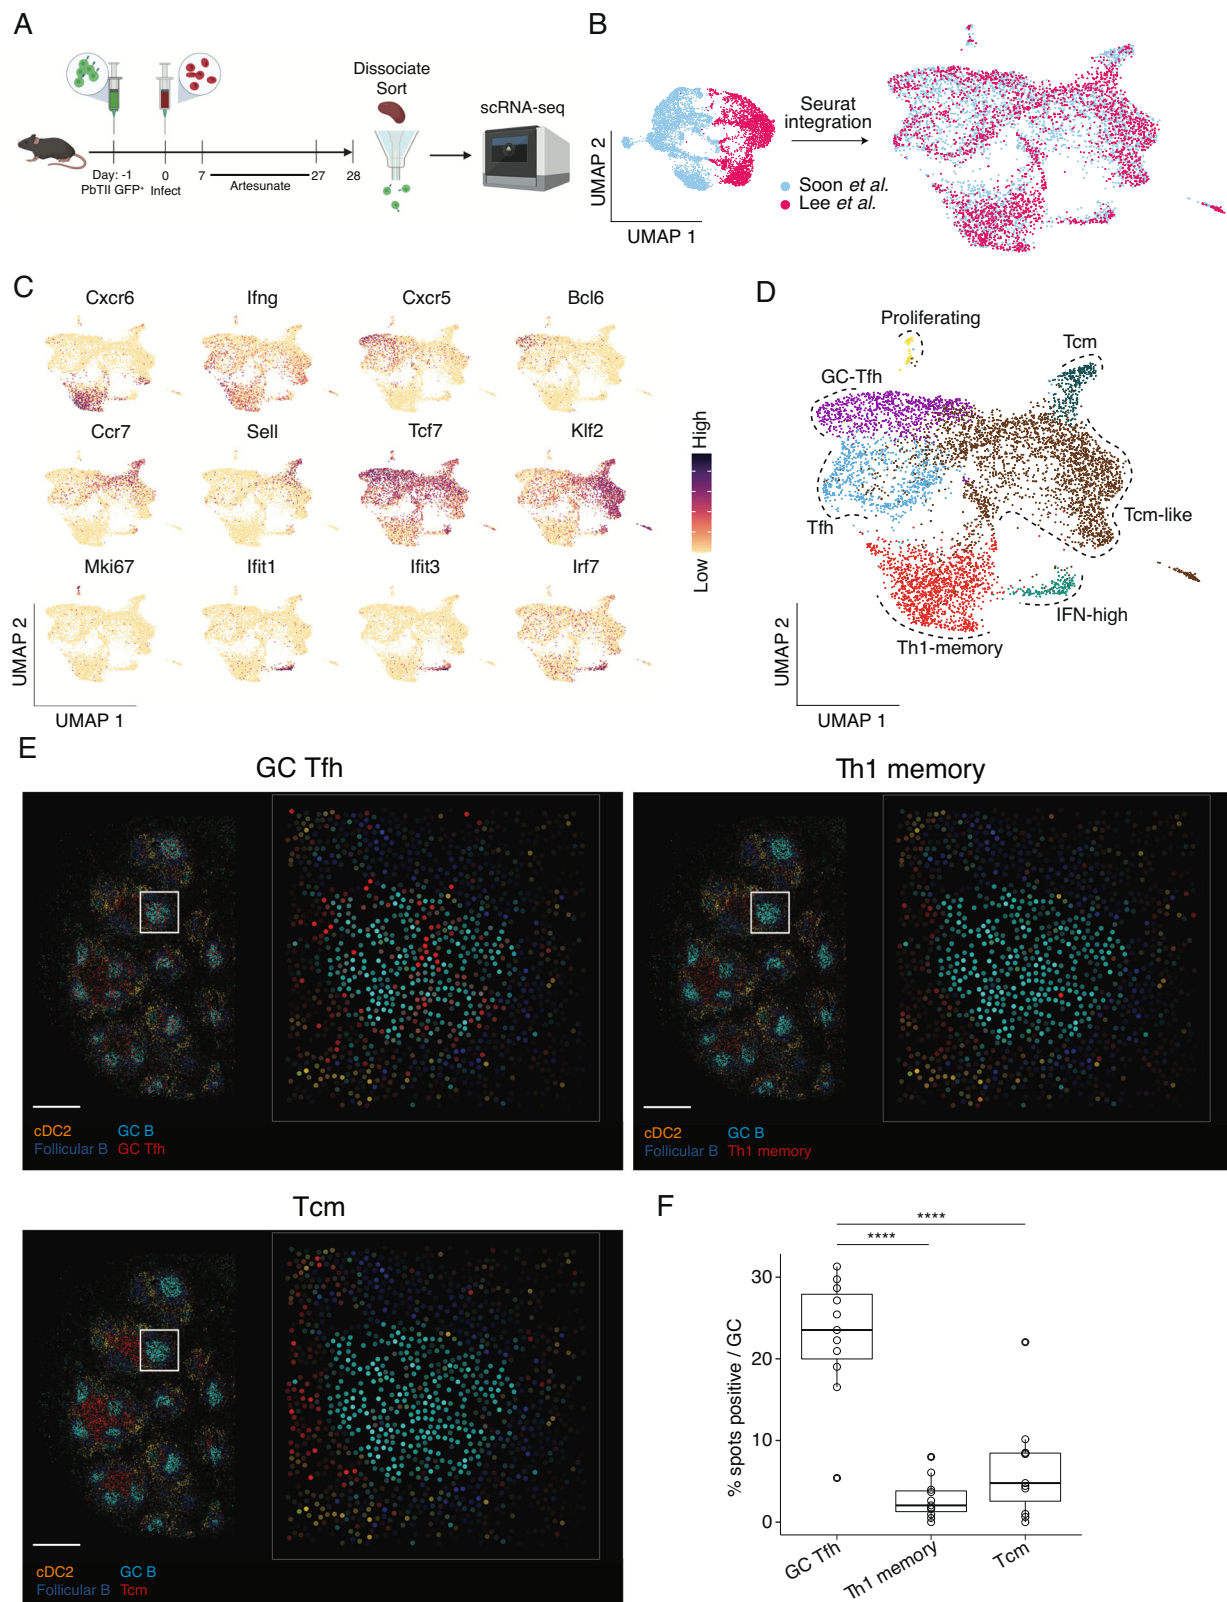 A
Dissociate
Sort
scRNA-seq
Day: -1
0
7
27
28
PbTII GFP+
Infect
Artesunate
B
UMAP 2
UMAP 1
Seurat
integration
Soon et al.
Lee et al.
C
Cxcr6
Ifng
Cxcr5
Bcl6
Ccr7
Sell
Tcf7
Klf2
Mki67
Ifit1
Ifit3
Irf7
High
Low
UMAP 2
UMAP 1
D
Proliferating
Tcm
GC-Tfh
Tfh
Tcm-like
IFN-high
Th1-memory
UMAP 2
UMAP 1
E
GC Tfh
cDC2 GC B
Follicular B GC Tfh
Th1 memory
cDC2 GC B
Follicular B Th1 memory
Tcm
cDC2 GC B
Follicular B Tcm
F
****
****
% spots positive / GC
30
20
10
0
GC Tfh
Th1 memory
Tcm